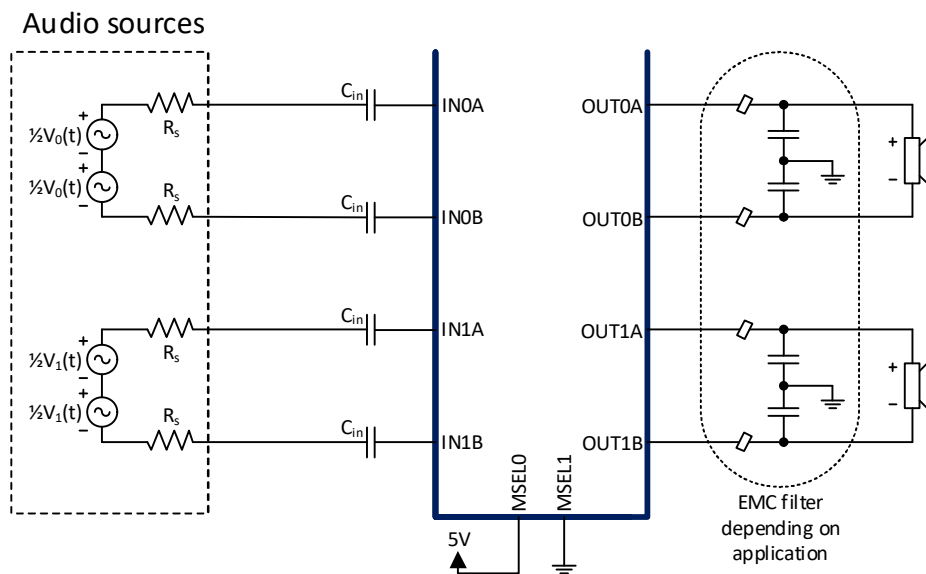 Audio sources
+
½V₀(t)
−
+
½V₀(t)
−
Rₛ
Rₛ
Cᵢₙ
Cᵢₙ
IN0A
IN0B
OUT0A
OUT0B
+
−
+
½V₁(t)
−
+
½V₁(t)
−
Rₛ
Rₛ
Cᵢₙ
Cᵢₙ
IN1A
IN1B
OUT1A
OUT1B
+
−
MSEL0
MSEL1
5V
EMC filter
depending on
application